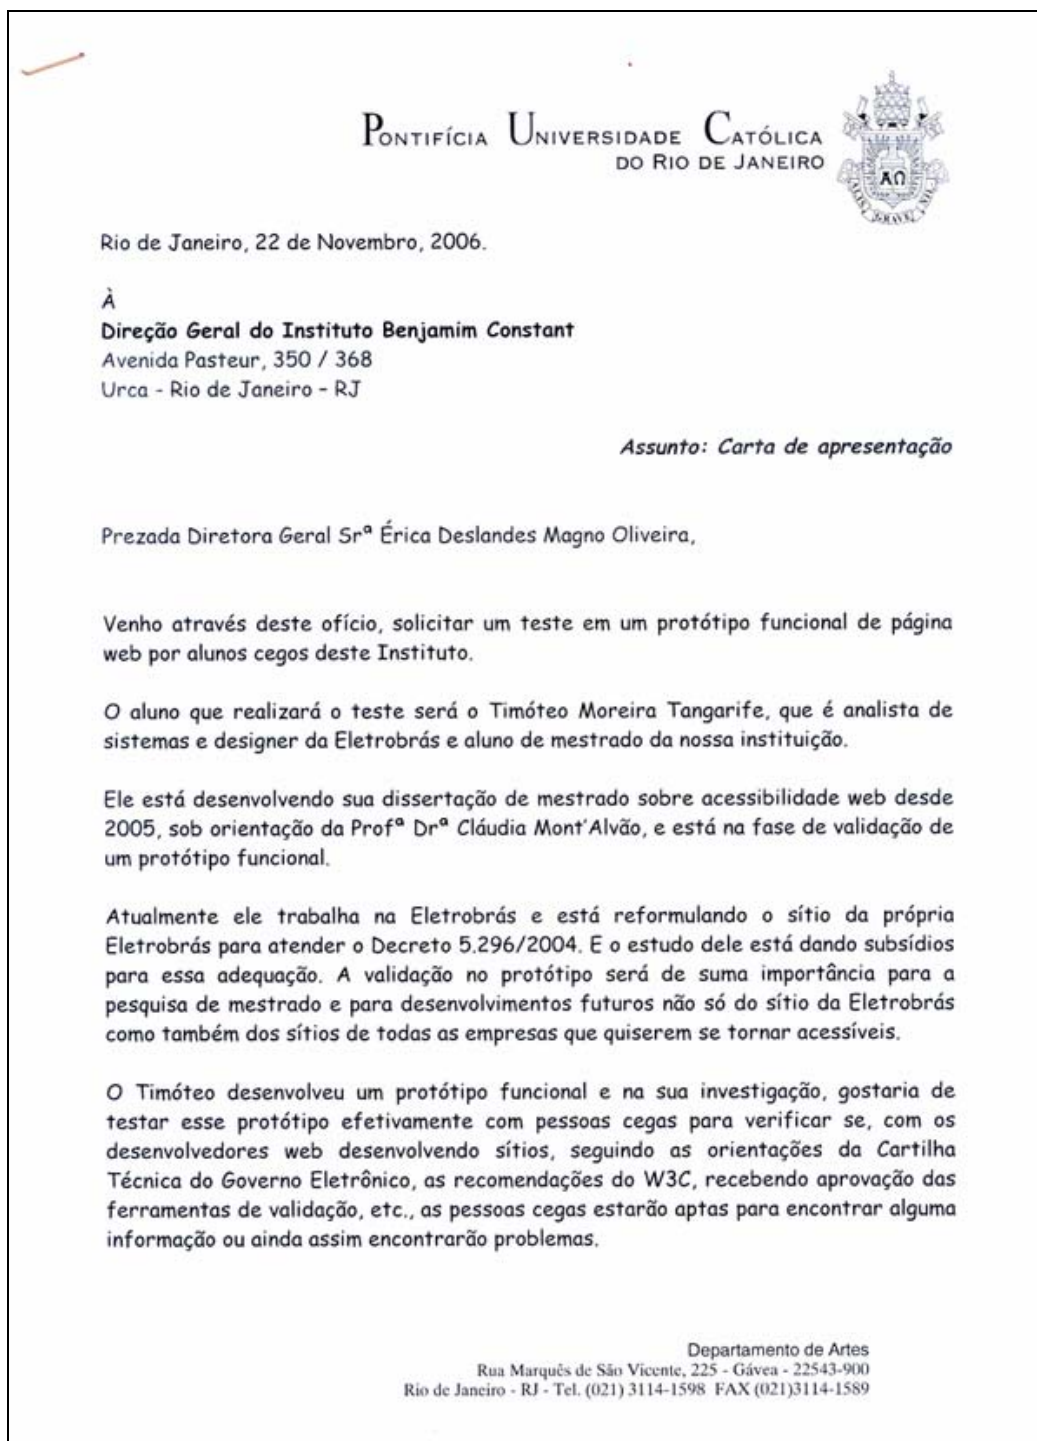 PONTIFÍCIA UNIVERSIDADE CATÓLICA
DO RIO DE JANEIRO
ALIS GRAVE NIL
AΩ
Rio de Janeiro, 22 de Novembro, 2006.
À
Direção Geral do Instituto Benjamim Constant
Avenida Pasteur, 350 / 368
Urca - Rio de Janeiro - RJ
Assunto: Carta de apresentação
Prezada Diretora Geral Srª Érica Deslandes Magno Oliveira,
Venho através deste ofício, solicitar um teste em um protótipo funcional de página
web por alunos cegos deste Instituto.
O aluno que realizará o teste será o Timóteo Moreira Tangarife, que é analista de
sistemas e designer da Eletrobrás e aluno de mestrado da nossa instituição.
Ele está desenvolvendo sua dissertação de mestrado sobre acessibilidade web desde
2005, sob orientação da Profª Drª Cláudia Mont'Alvão, e está na fase de validação de
um protótipo funcional.
Atualmente ele trabalha na Eletrobrás e está reformulando o sítio da própria
Eletrobrás para atender o Decreto 5.296/2004. E o estudo dele está dando subsídios
para essa adequação. A validação no protótipo será de suma importância para a
pesquisa de mestrado e para desenvolvimentos futuros não só do sítio da Eletrobrás
como também dos sítios de todas as empresas que quiserem se tornar acessíveis.
O Timóteo desenvolveu um protótipo funcional e na sua investigação, gostaria de
testar esse protótipo efetivamente com pessoas cegas para verificar se, com os
desenvolvedores web desenvolvendo sítios, seguindo as orientações da Cartilha
Técnica do Governo Eletrônico, as recomendações do W3C, recebendo aprovação das
ferramentas de validação, etc., as pessoas cegas estarão aptas para encontrar alguma
informação ou ainda assim encontrarão problemas.
Departamento de Artes
Rua Marquês de São Vicente, 225 - Gávea - 22543-900
Rio de Janeiro - RJ - Tel. (021) 3114-1598 FAX (021)3114-1589